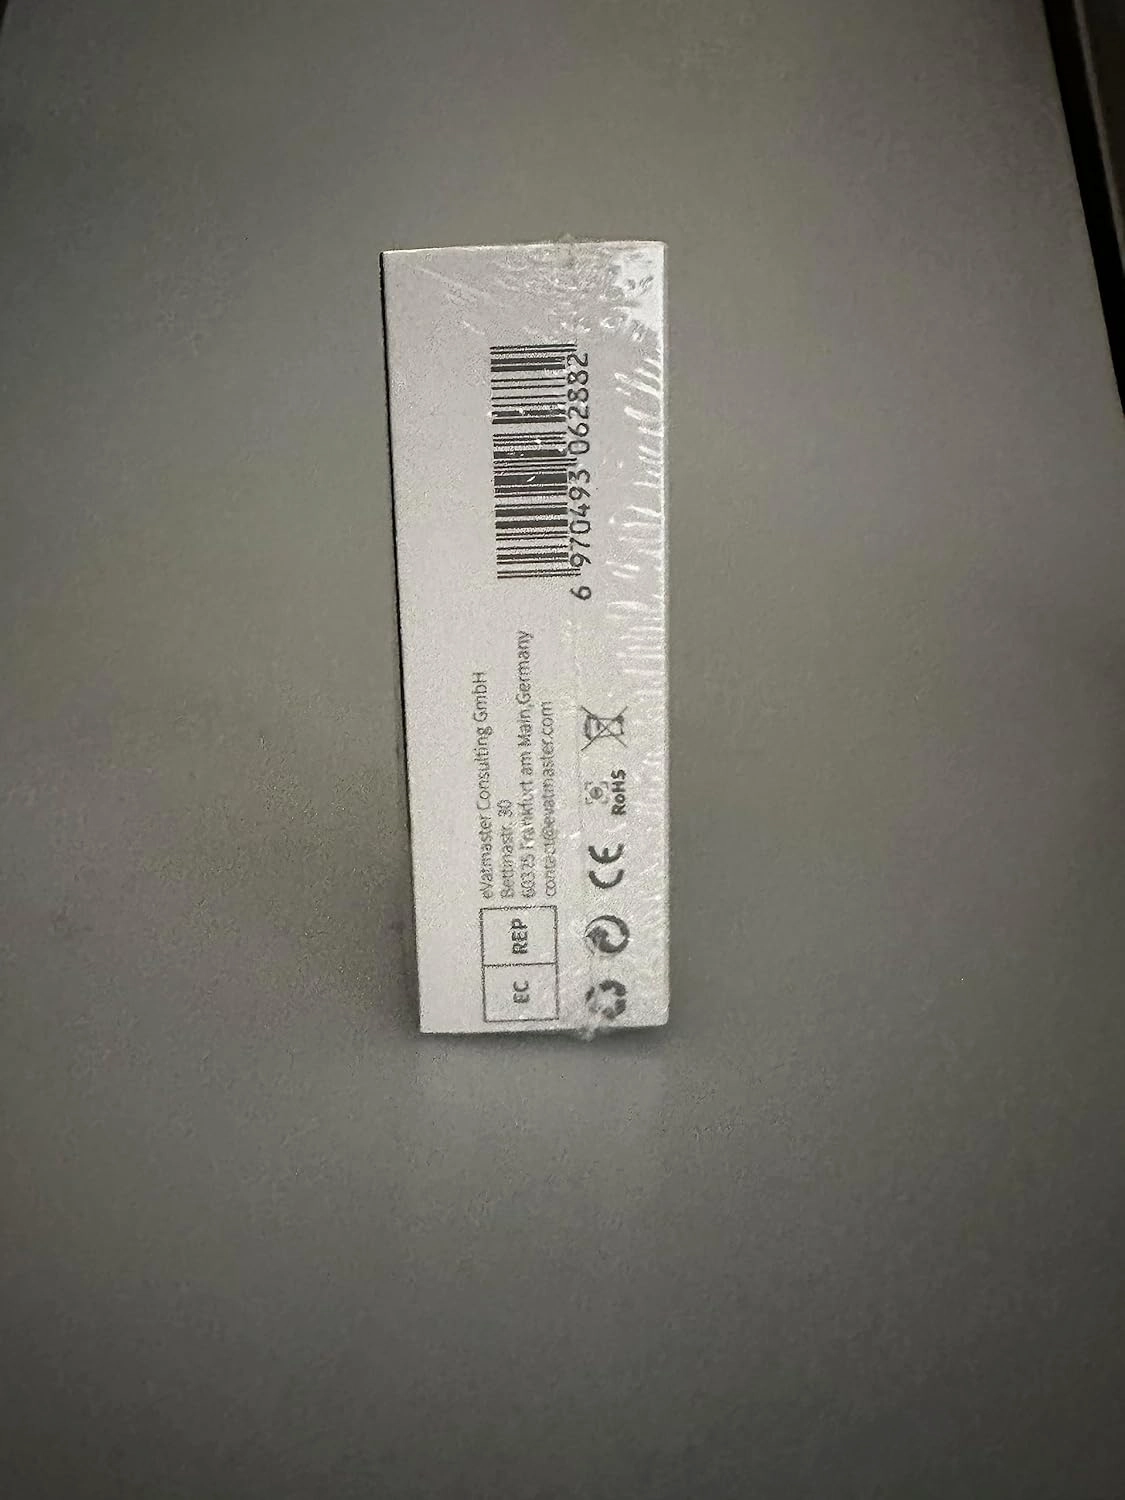 EC REP
eVatmaster Consulting GmbH
Bettinastr. 30
60325 Frankfurt am Main,Germany
contact@evatmaster.com
CE
RoHS
6 970493 062882